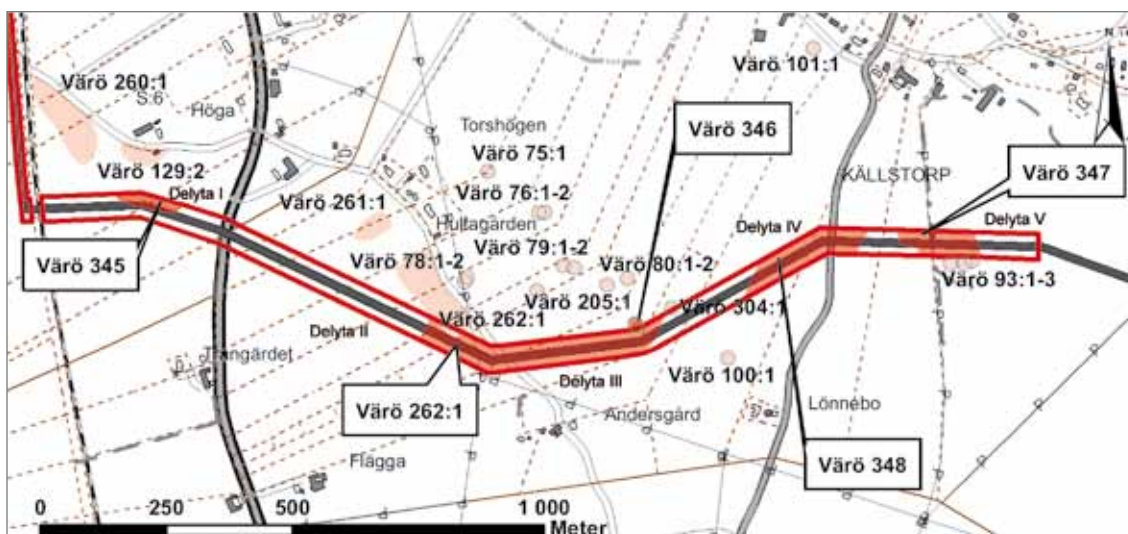 Värö 260:1
S:6
Höga
Värö 101:1
N
Värö 346
Torshögen
Värö 75:1
Värö 347
Värö 129:2
KÄLLSTORP
Delyta I
Värö 76:1-2
Värö 261:1
Hultagården
Delyta IV
Delyta V
Värö 345
Värö 79:1-2
Värö 78:1-2
Värö 80:1-2
Värö 93:1-3
Värö 205:1
Värö 304:1
Värö 262:1
Delyta II
Delyta III
Värö 100:1
Värö 262:1
Andersgård
Lönnebo
Värö 348
Flägga
0 250 500 1 000
Meter